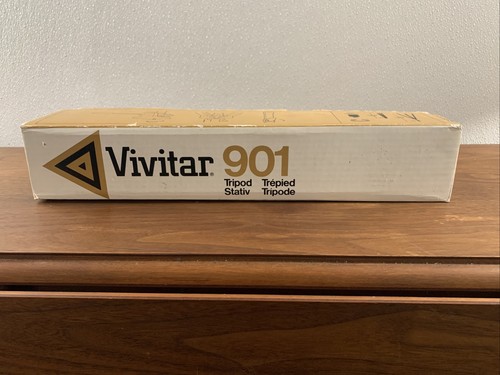 Vivitar® 901
Tripod Trépied
Stativ Tripode